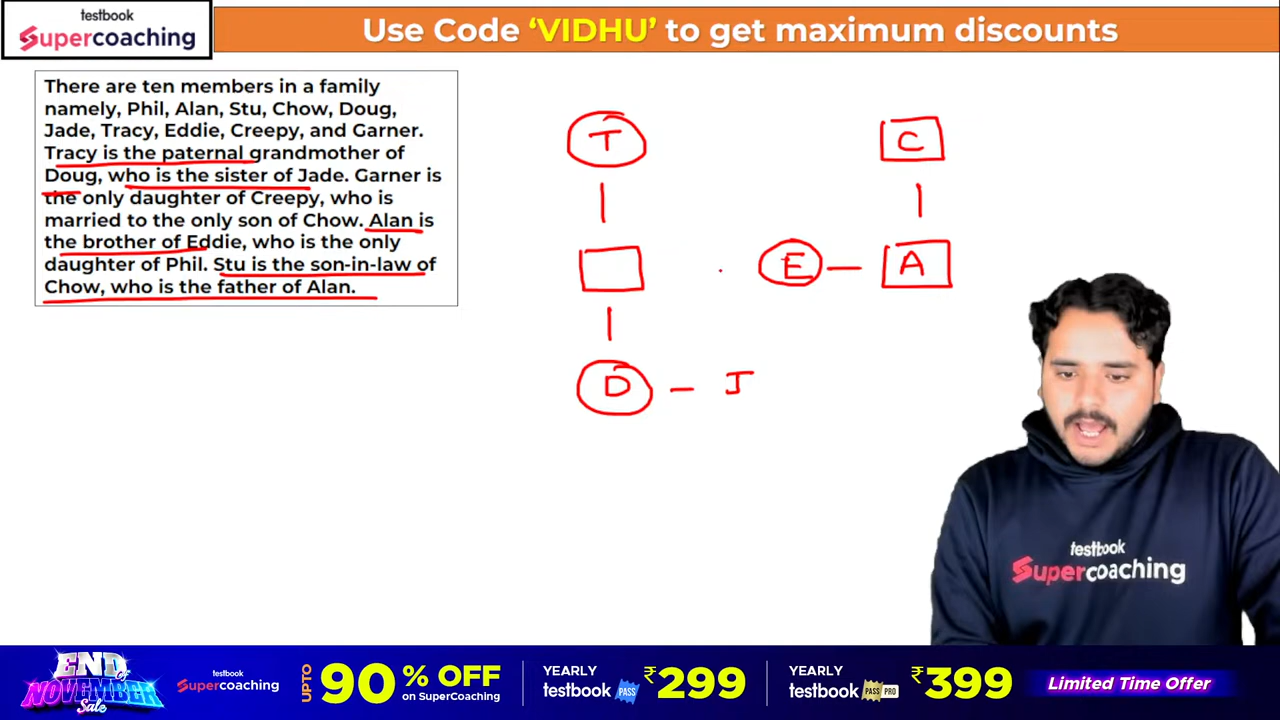 testbook
Supercoaching
Use Code ‘VIDHU’ to get maximum discounts
There are ten members in a family
namely, Phil, Alan, Stu, Chow, Doug,
Jade, Tracy, Eddie, Creepy, and Garner.
Tracy is the paternal grandmother of
Doug, who is the sister of Jade. Garner is
the only daughter of Creepy, who is
married to the only son of Chow. Alan is
the brother of Eddie, who is the only
daughter of Phil. Stu is the son-in-law of
Chow, who is the father of Alan.
T
C
E
A
D
J
testbook
Supercoaching
END
OF
NOVEMBER
Sale
testbook
Supercoaching
UPTO
90% OFF
on SuperCoaching
YEARLY
testbook PASS
₹299
YEARLY
testbook PASS PRO
₹399
Limited Time Offer